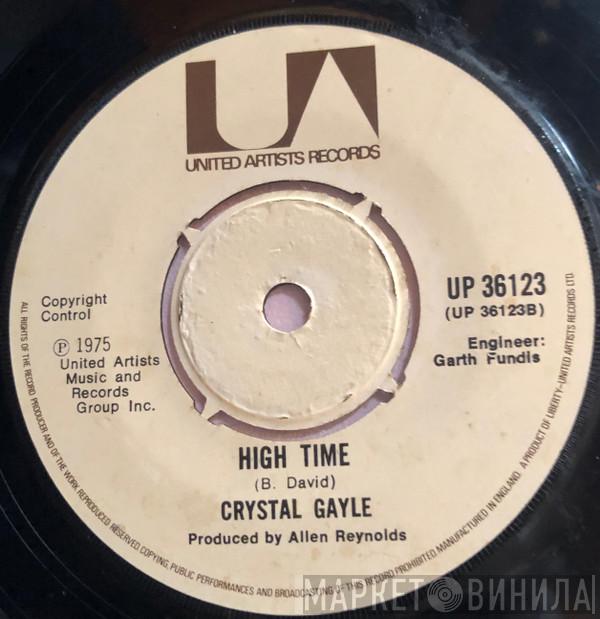 UNITED ARTISTS RECORDS
UP 36123
(UP 36123B)
Engineer:
Garth Fundis
Copyright
Control
Ⓟ 1975
United Artists
Music and
Records
Group Inc.
HIGH TIME
(B. David)
CRYSTAL GAYLE
Produced by Allen Reynolds
ALL RIGHTS OF THE RECORD PRODUCER AND OF THE OWNER OF THE WORK REPRODUCED RESERVED. COPYING, PUBLIC PERFORMANCES AND BROADCASTING OF THIS RECORD PROHIBITED. MANUFACTURED IN ENGLAND. A PRODUCT OF LIBERTY–UNITED ARTISTS RECORDS LTD.
МАРКЕТ ВИНИЛА